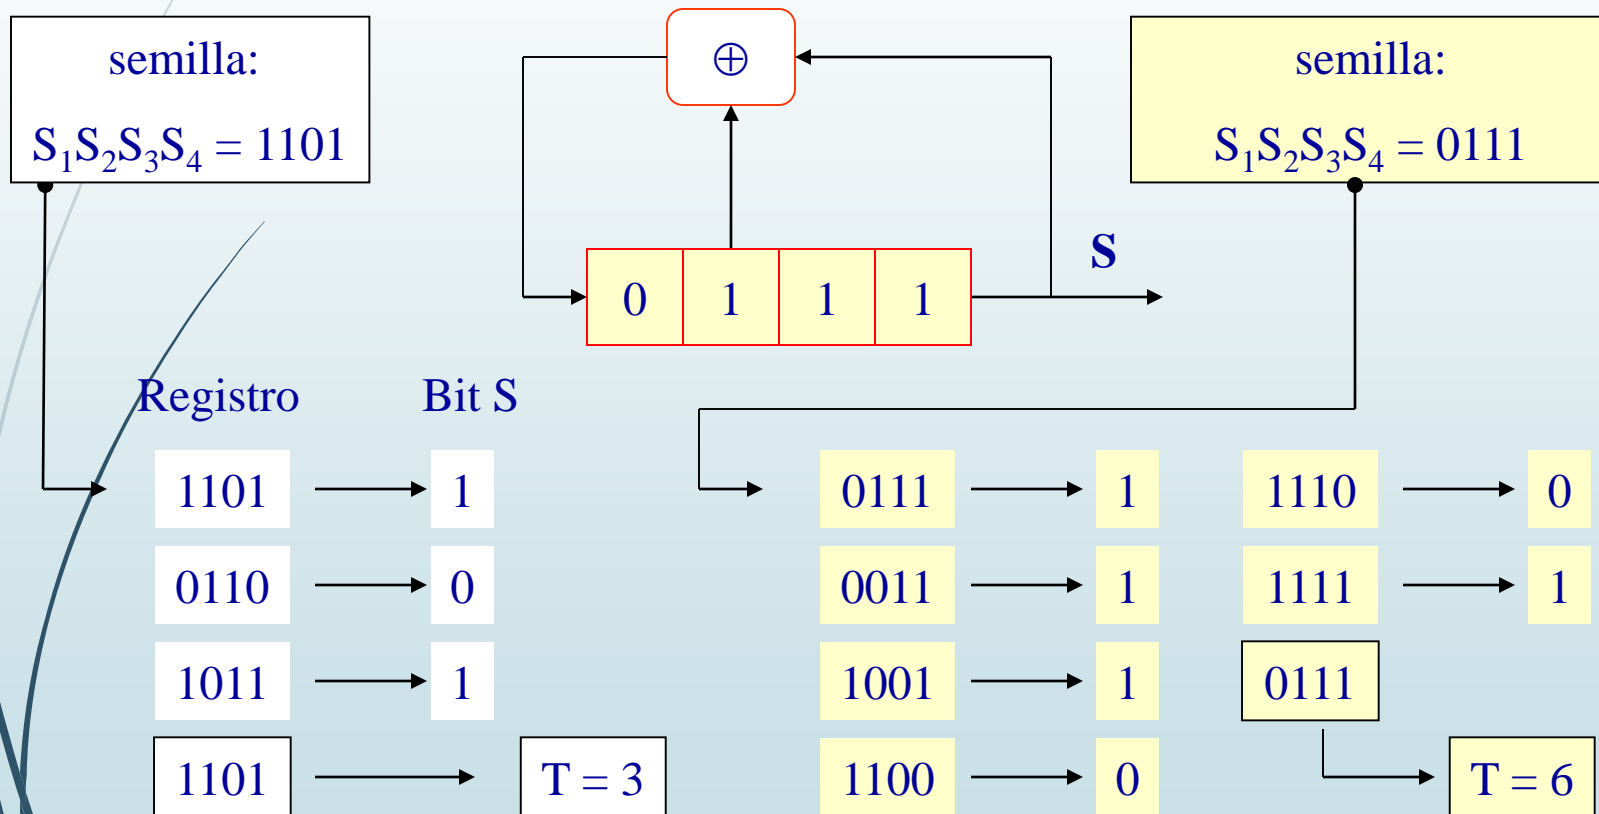 semilla:
S₁S₂S₃S₄ = 1101
⊕
semilla:
S₁S₂S₃S₄ = 0111
S
0 1 1 1
Registro Bit S
1101 1
0110 0
1011 1
1101 T = 3
0111 1
0011 1
1001 1
1100 0
1110 0
1111 1
0111
T = 6